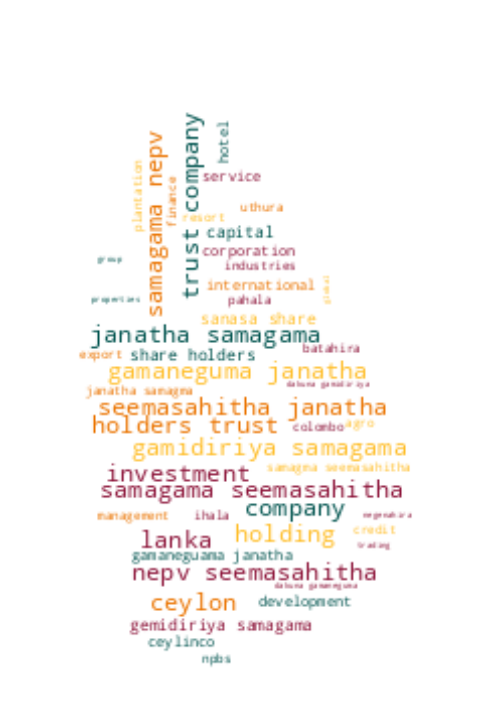 trust company
hotel
samagama nepv
plantation
finance
service
uthura
resort
capital
corporation
group
industries
international
global
properties
pahala
sanasa share
janatha samagama
batahira
export
share holders
gamaneguma janatha
dakuna gamidiriya
janatha samagma
seemasahitha janatha
holders trust
colombo
agro
gamidiriya samagama
samagma seemasahitha
investment
samagama seemasahitha
company
management
ihala
negenahira
lanka
holding
credit
trading
gamaneguama janatha
nepv seemasahitha
dakuna gamaneguma
ceylon
development
gemidiriya samagama
ceylinco
npbs